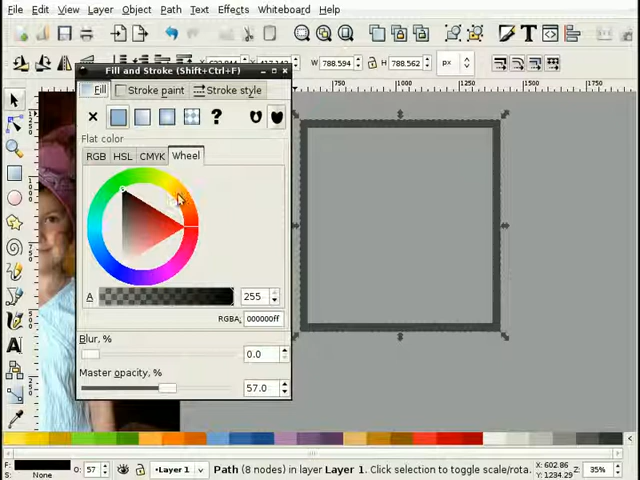 File Edit View Layer Object Path Text Effects Whiteboard Help
W 788.594 H 788.562 px
Fill and Stroke (Shift+Ctrl+F)
Fill Stroke paint Stroke style
750 1000 1250 1500 1750
Flat color
RGB HSL CMYK Wheel
A 255
RGBA: 000000ff
Blur, %
0.0
Master opacity, %
57.0
F:
S: None
O: 57
•Layer 1
Path (8 nodes) in layer Layer 1. Click selection to toggle scale/rota.
X: 602.86
Y: 1234.29
Z: 35%